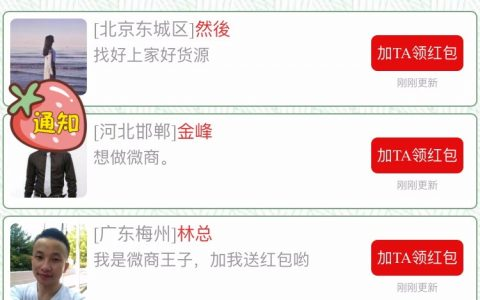 [北京东城区]然後
找好上家好货源
加TA领红包
刚刚更新
通知
[河北邯郸]金峰
想做微商。
加TA领红包
刚刚更新
[广东梅州]林总
我是微商王子，加我送红包哟
加TA领红包
刚刚更新